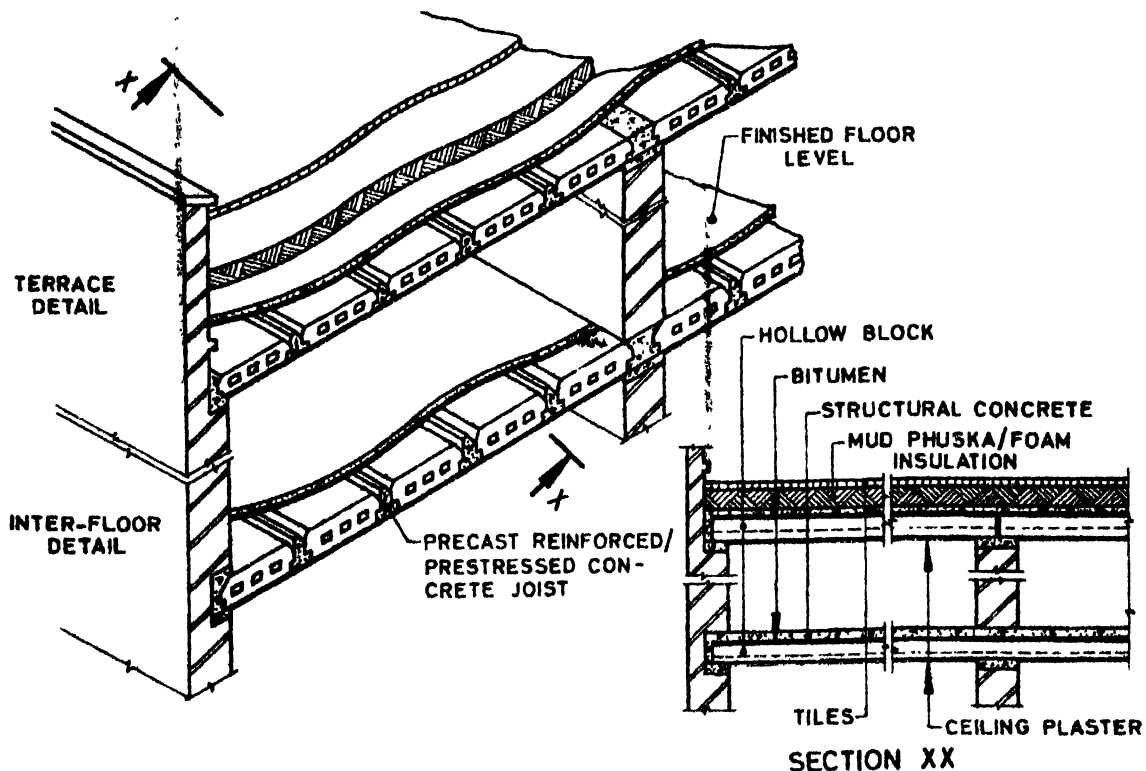 X
FINISHED FLOOR
LEVEL
TERRACE
DETAIL
HOLLOW BLOCK
BITUMEN
STRUCTURAL CONCRETE
MUD PHUSKA/FOAM
INSULATION
X
INTER-FLOOR
DETAIL
PRECAST REINFORCED/
PRESTRESSED CON-
CRETE JOIST
TILES
CEILING PLASTER
SECTION XX